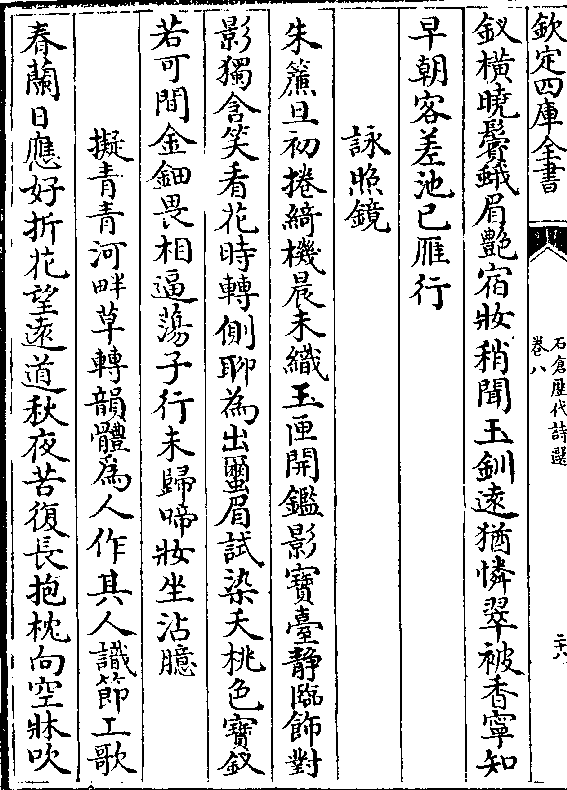 欽定四庫全書
石倉歷代詩選
卷八
二十八
釵橫曉鬢蛾眉艷宿妝稍聞玉釧遠猶憐翠被香寧知
早朝客差池已雁行
詠照鏡
朱簾旦初捲綺機晨未織玉匣開鑑影寶臺靜臨飾對
影獨含笑看花時轉側聊為出璽眉試染夭桃色寶釵
若可間金鈿畏相逼蕩子行未歸啼妝坐沾臆
擬青青河畔草轉韻體為人作其人識節工歌
春蘭日應好折花望遠道秋夜苦復長抱枕向空牀吹